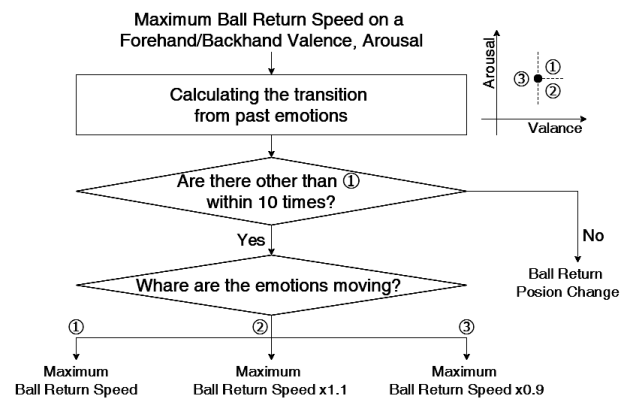 Maximum Ball Return Speed on a
Forehand/Backhand Valence, Arousal
Arousal
①
③
②
Valance
Calculating the transition
from past emotions
Are there other than ①
within 10 times?
Yes
No
Ball Return
Posion Change
Whare are the emotions moving?
①
②
③
Maximum
Ball Return Speed
Maximum
Ball Return Speed x1.1
Maximum
Ball Return Speed x0.9